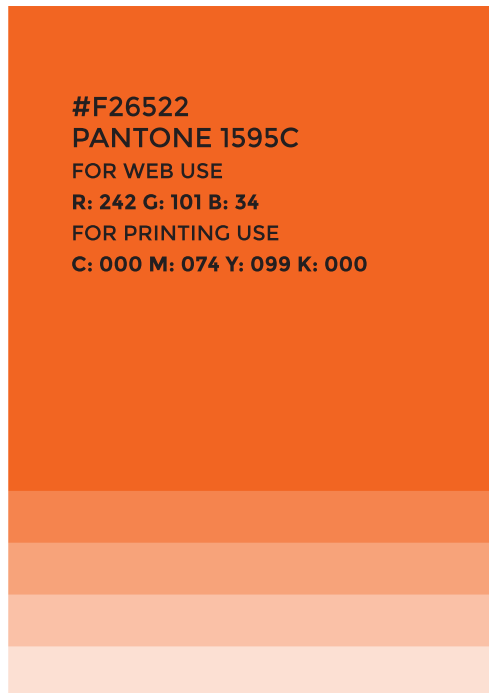 #F26522
PANTONE 1595C
FOR WEB USE
R: 242 G: 101 B: 34
FOR PRINTING USE
C: 000 M: 074 Y: 099 K: 000